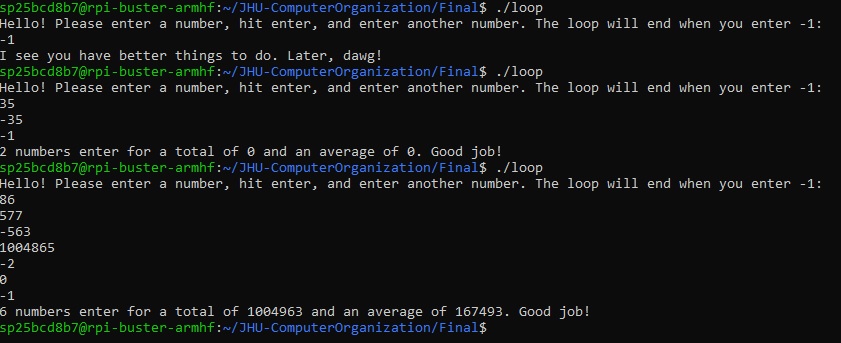 sp25bcd8b7@rpi-buster-armhf:~/JHU-ComputerOrganization/Final$ ./loop
Hello! Please enter a number, hit enter, and enter another number. The loop will end when you enter -1:
-1
I see you have better things to do. Later, dawg!
sp25bcd8b7@rpi-buster-armhf:~/JHU-ComputerOrganization/Final$ ./loop
Hello! Please enter a number, hit enter, and enter another number. The loop will end when you enter -1:
35
-35
-1
2 numbers enter for a total of 0 and an average of 0. Good job!
sp25bcd8b7@rpi-buster-armhf:~/JHU-ComputerOrganization/Final$ ./loop
Hello! Please enter a number, hit enter, and enter another number. The loop will end when you enter -1:
86
577
-563
1004865
-2
0
-1
6 numbers enter for a total of 1004963 and an average of 167493. Good job!
sp25bcd8b7@rpi-buster-armhf:~/JHU-ComputerOrganization/Final$